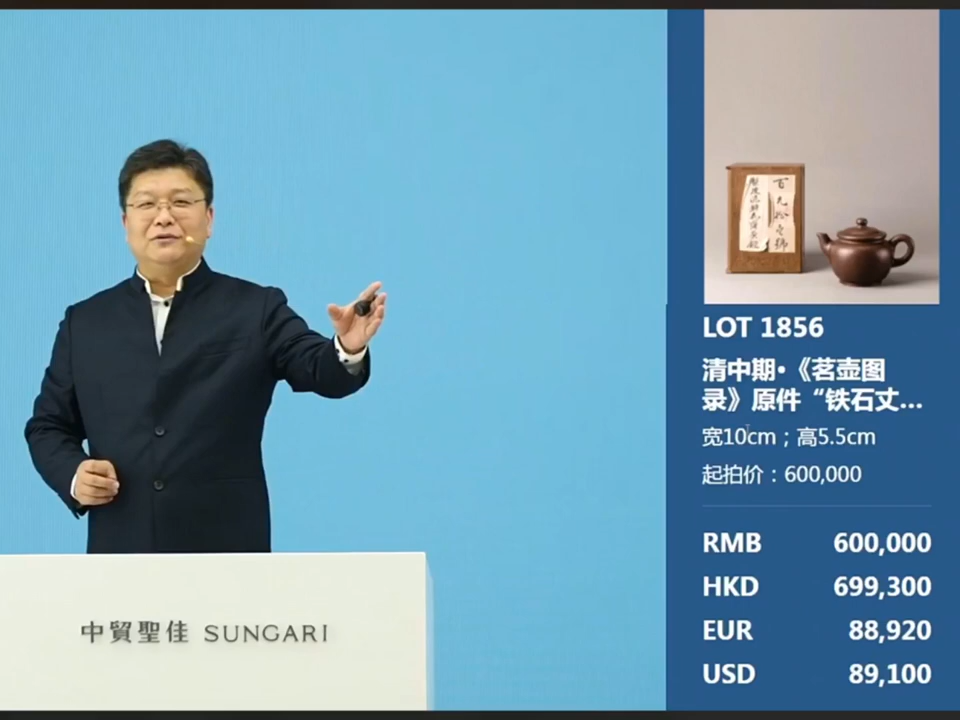 中貿聖佳 SUNGARI
LOT 1856
清中期•《茗壶图
录》原件“铁石丈...
宽10cm；高5.5cm
起拍价：600,000
RMB 600,000
HKD 699,300
EUR 88,920
USD 89,100